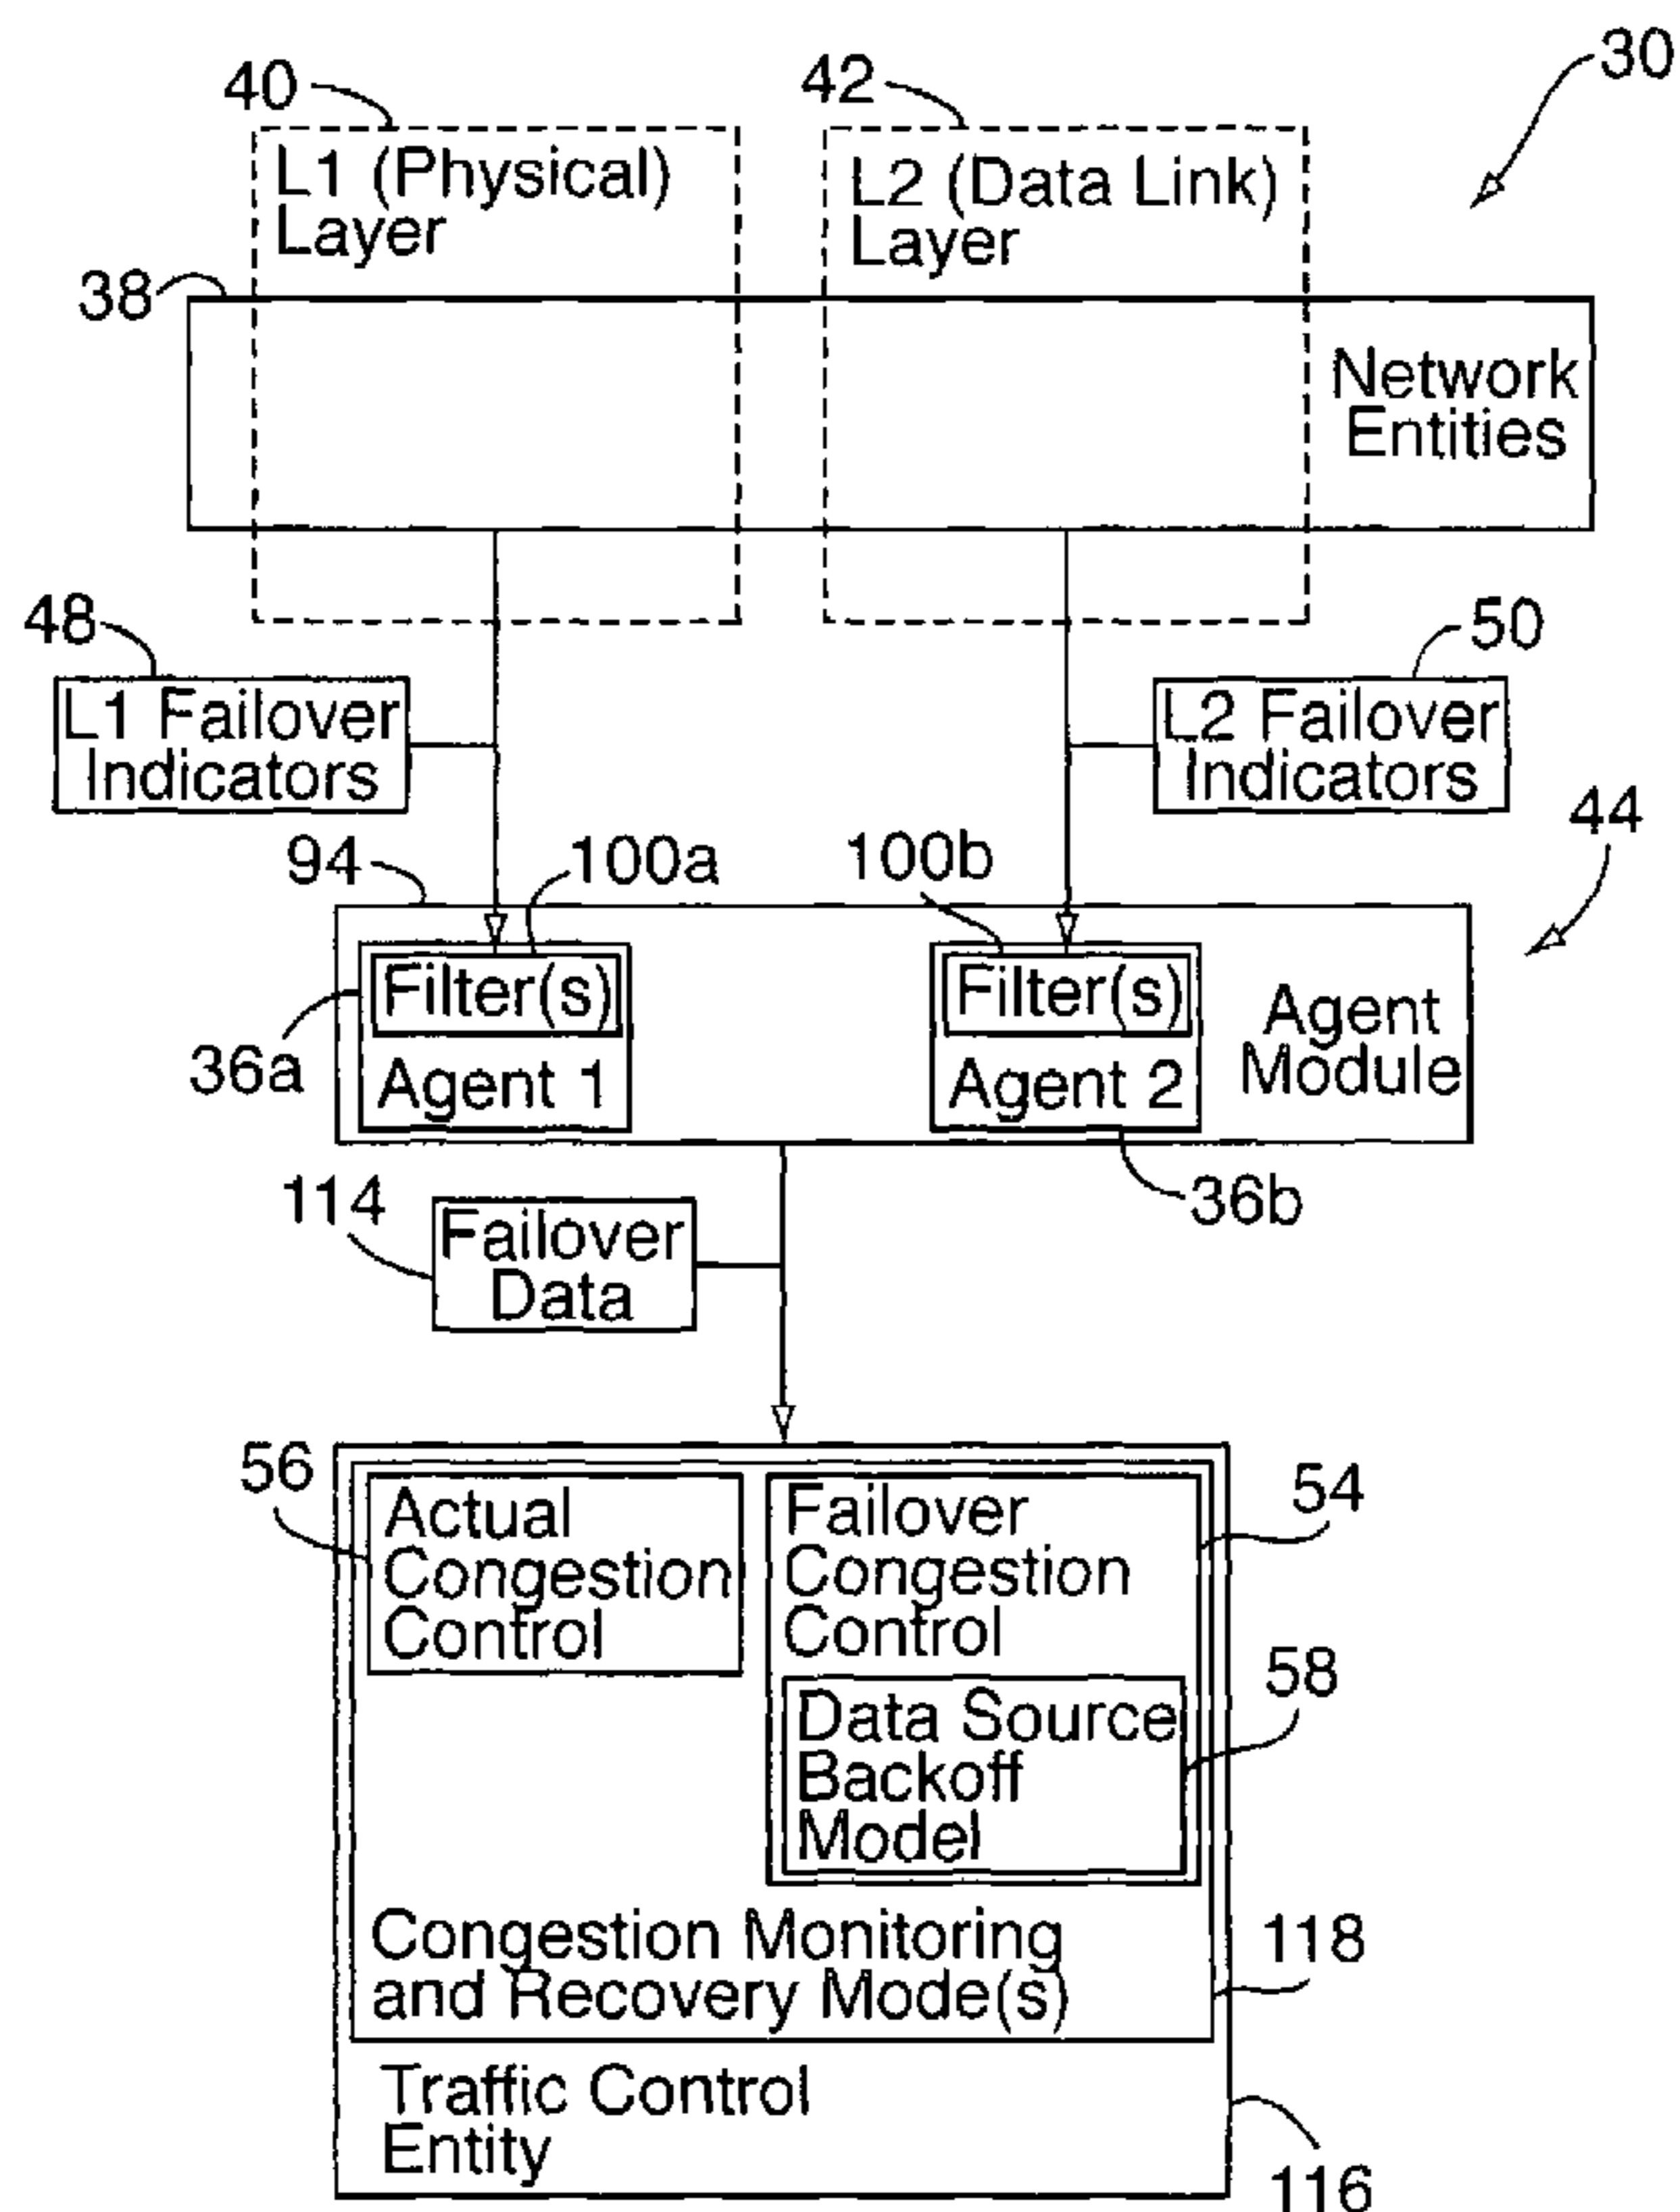 30
40
42
L1 (Physical)
Layer
L2 (Data Link)
Layer
38
Network
Entities
48
50
L1 Failover
Indicators
L2 Failover
Indicators
44
94
100a
100b
Filter(s)
Filter(s)
Agent
Module
36a
Agent 1
Agent 2
36b
114
Failover
Data
56
54
Actual
Congestion
Control
Failover
Congestion
Control
58
Data Source
Backoff
Model
Congestion Monitoring
and Recovery Mode(s)
118
Traffic Control
Entity
116